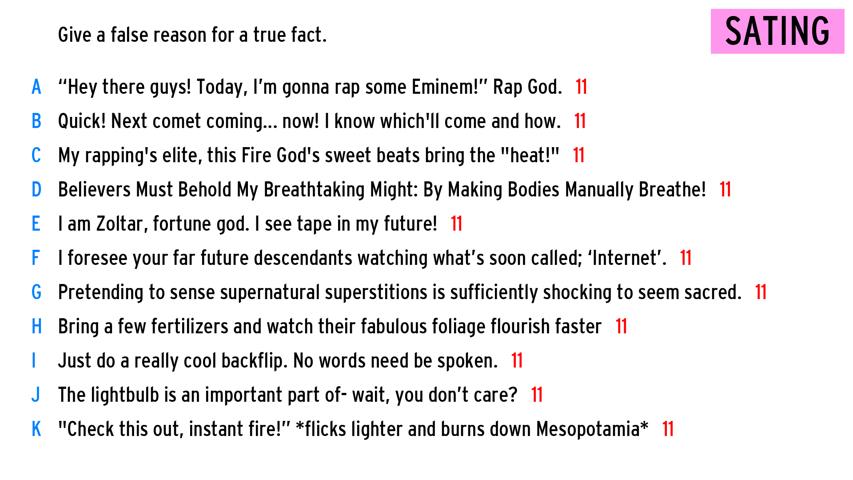 SATING
Give a false reason for a true fact.
A “Hey there guys! Today, I’m gonna rap some Eminem!” Rap God. 11
B Quick! Next comet coming... now! I know which'll come and how. 11
C My rapping's elite, this Fire God's sweet beats bring the "heat!" 11
D Believers Must Behold My Breathtaking Might: By Making Bodies Manually Breathe! 11
E I am Zoltar, fortune god. I see tape in my future! 11
F I foresee your far future descendants watching what’s soon called; ‘Internet’. 11
G Pretending to sense supernatural superstitions is sufficiently shocking to seem sacred. 11
H Bring a few fertilizers and watch their fabulous foliage flourish faster 11
I Just do a really cool backflip. No words need be spoken. 11
J The lightbulb is an important part of- wait, you don’t care? 11
K "Check this out, instant fire!” *flicks lighter and burns down Mesopotamia* 11